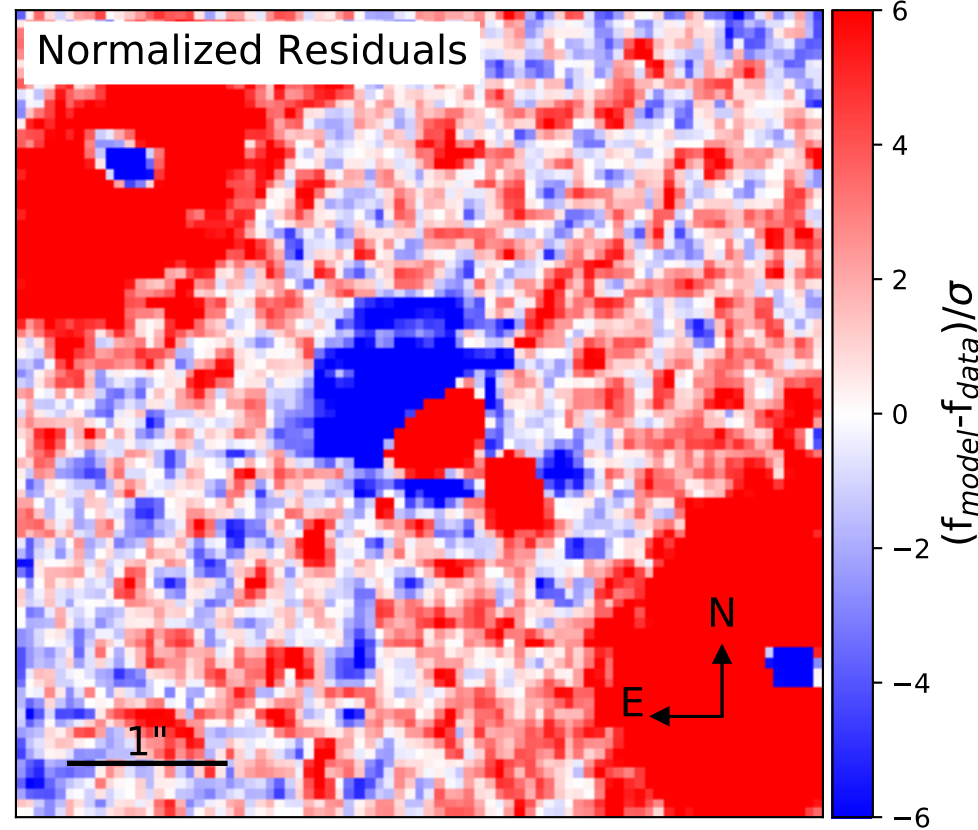 Normalized Residuals
6
4
2
0
−2
−4
−6
(f_model-f_data)/σ
N
E
1"